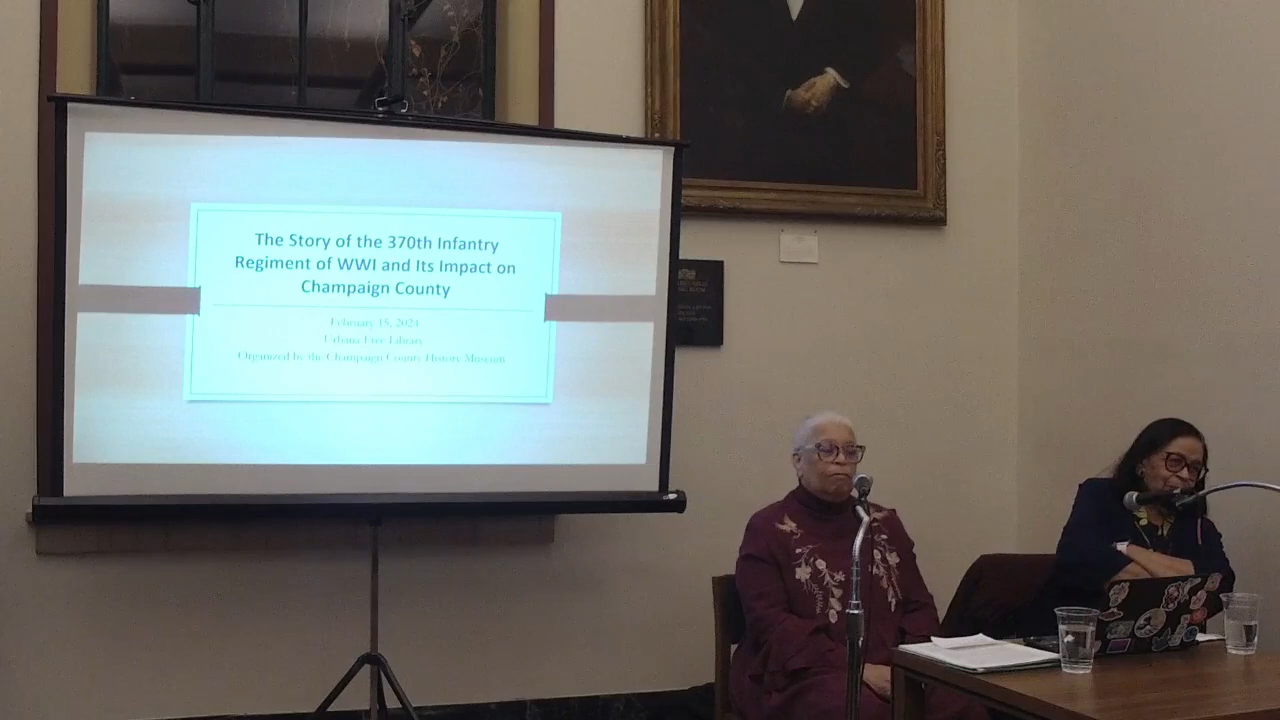 The Story of the 370th Infantry
Regiment of WWI and Its Impact on
Champaign County
February 15, 2024
Urbana Free Library
Organized by the Champaign County History Museum